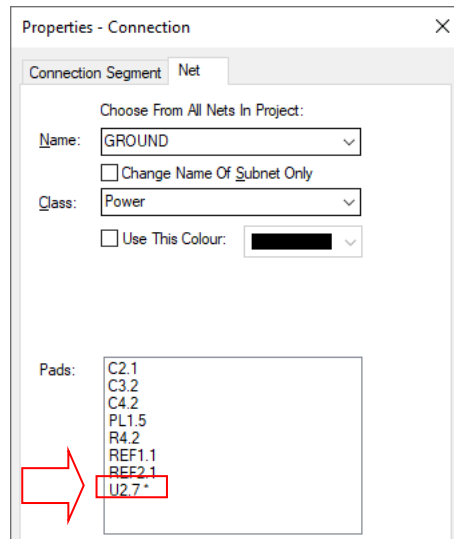 Properties - Connection
Connection Segment Net
Choose From All Nets In Project:
Name: GROUND
Change Name Of Subnet Only
Class: Power
Use This Colour:
Pads:
C2.1
C3.2
C4.2
PL1.5
R4.2
REF1.1
REF2.1
U2.7 *